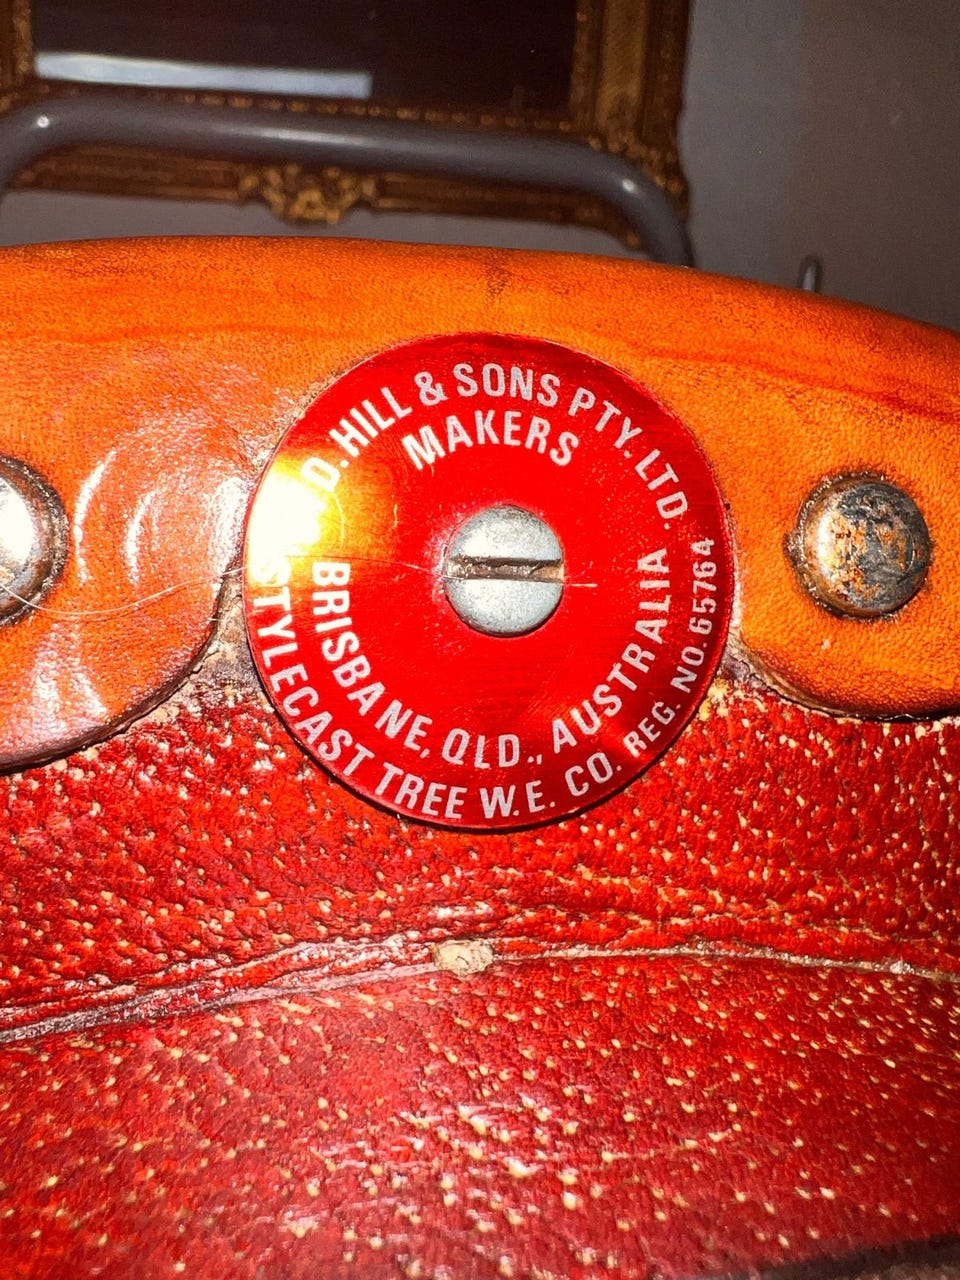 D. HILL & SONS PTY. LTD.
MAKERS
BRISBANE, QLD., AUSTRALIA
STYLECAST TREE W.E. CO. REG. NO. 65764